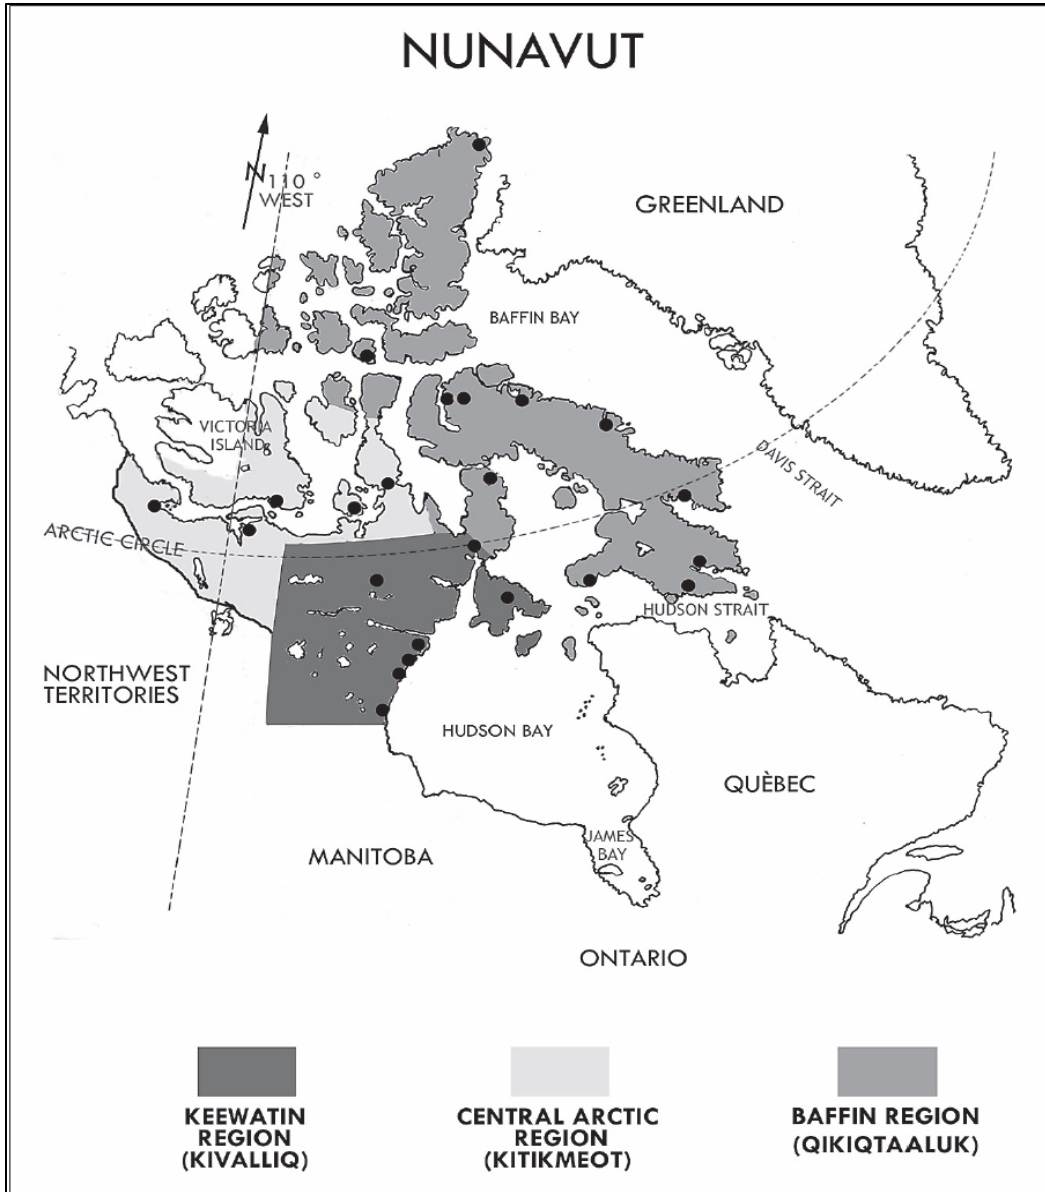 NUNAVUT
N
110 °
WEST
GREENLAND
BAFFIN BAY
VICTORIA
ISLAND
DAVIS STRAIT
ARCTIC CIRCLE
HUDSON STRAIT
NORTHWEST
TERRITORIES
HUDSON BAY
QUÈBEC
JAMES
BAY
MANITOBA
ONTARIO
KEEWATIN
REGION
(KIVALLIQ)
CENTRAL ARCTIC
REGION
(KITIKMEOT)
BAFFIN REGION
(QIKIQTAALUK)